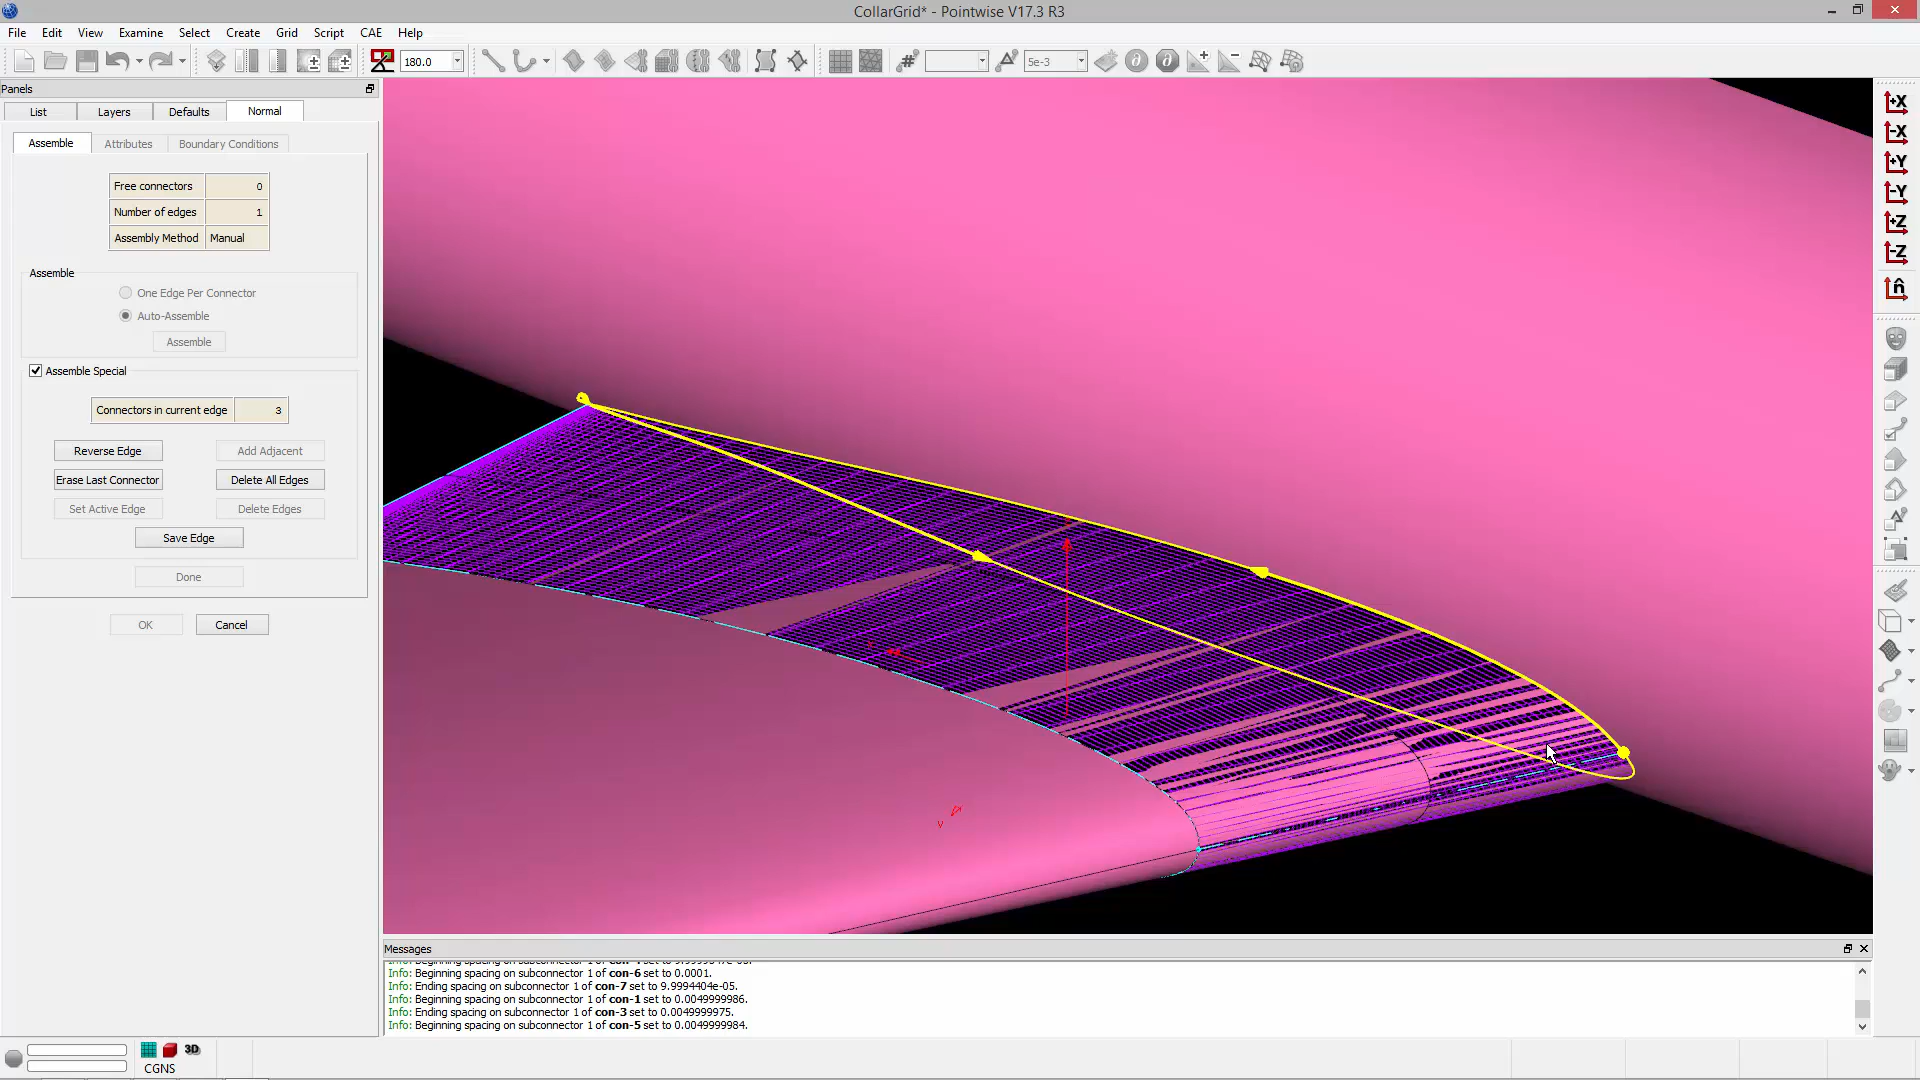 CollarGrid* - Pointwise V17.3 R3
File Edit View Examine Select Create Grid Script CAE Help
180.0
5e-3
Panels
List Layers Defaults Normal
Assemble Attributes Boundary Conditions
Free connectors 0
Number of edges 1
Assembly Method Manual
Assemble
One Edge Per Connector
Auto-Assemble
Assemble
Assemble Special
Connectors in current edge 3
Reverse Edge Add Adjacent
Erase Last Connector Delete All Edges
Set Active Edge Delete Edges
Save Edge
Done
OK Cancel
+X
-X
+Y
-Y
+Z
-Z
n̂
Messages
Info: Beginning spacing on subconnector 1 of con-6 set to 0.0001.
Info: Ending spacing on subconnector 1 of con-7 set to 9.9994404e-05.
Info: Beginning spacing on subconnector 1 of con-1 set to 0.0049999986.
Info: Ending spacing on subconnector 1 of con-3 set to 0.0049999975.
Info: Beginning spacing on subconnector 1 of con-5 set to 0.0049999984.
3D
CGNS